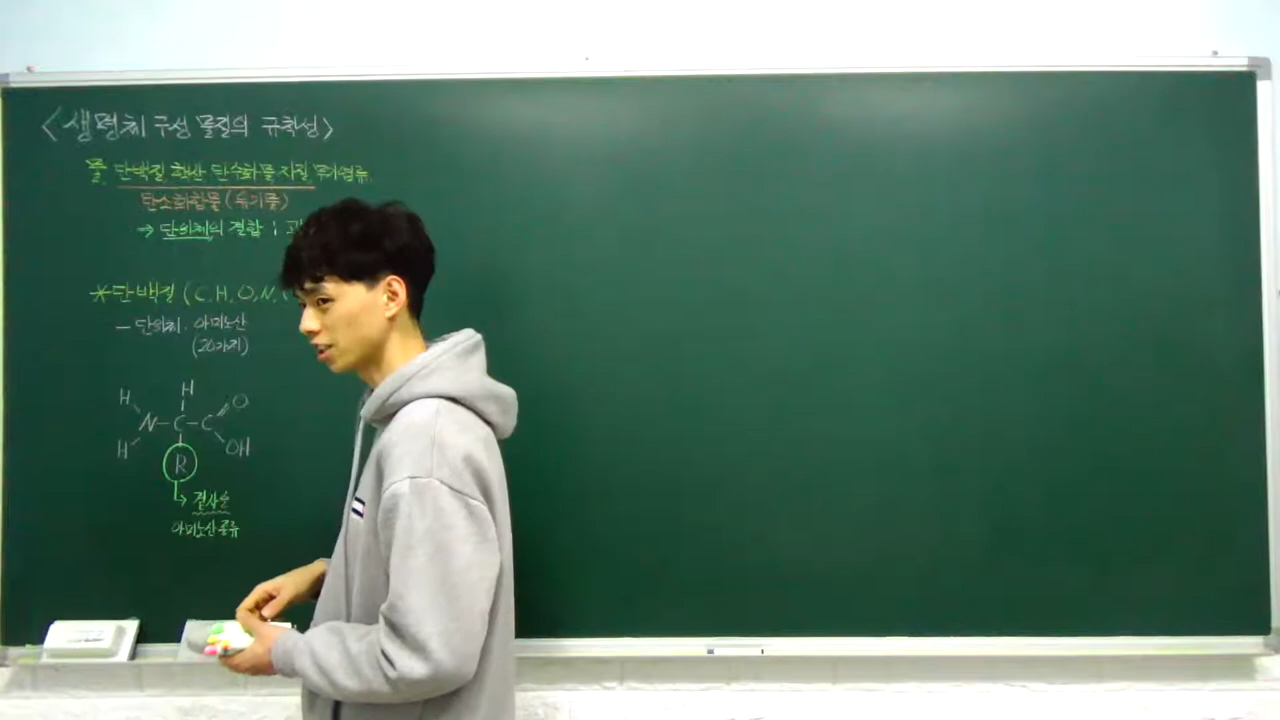 <생명체 구성 물질의 규칙성>
물, 단백질, 핵산, 탄수화물, 지질, 무기염류
탄소화합물(유기물)
→ 단위체의 결합 :
*단백질 (C, H, O, N,
- 단위체 : 아미노산
(20가지)
H H O
N-C-C
H OH
R
→ 곁사슬
아미노산 종류